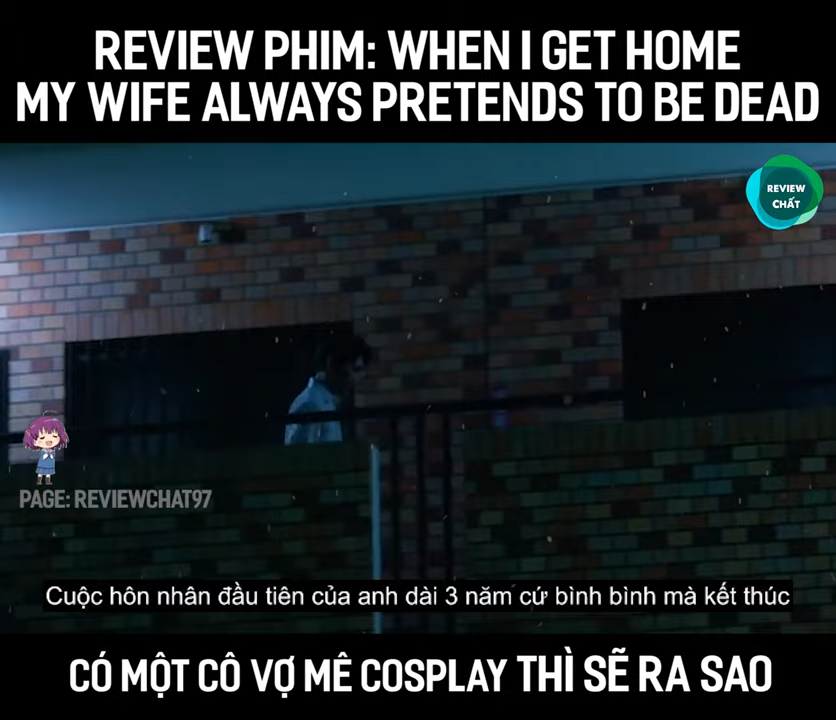 REVIEW PHIM: WHEN I GET HOME
MY WIFE ALWAYS PRETENDS TO BE DEAD
REVIEW
CHẤT
PAGE: REVIEWCHAT97
Cuộc hôn nhân đầu tiên của anh dài 3 năm cứ bình bình mà kết thúc
CÓ MỘT CÔ VỢ MÊ COSPLAY THÌ SẼ RA SAO